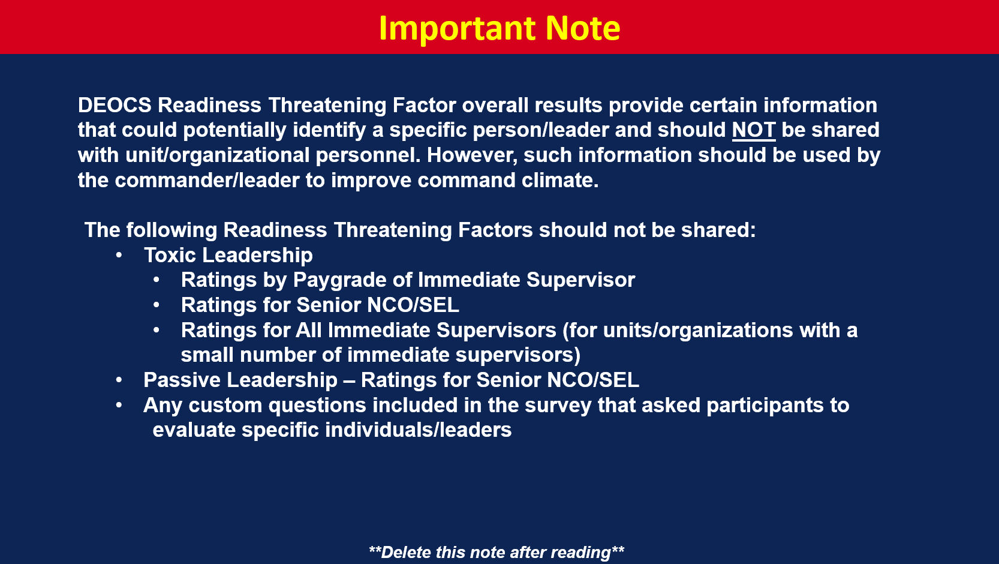 Important Note
DEOCS Readiness Threatening Factor overall results provide certain information
that could potentially identify a specific person/leader and should NOT be shared
with unit/organizational personnel. However, such information should be used by
the commander/leader to improve command climate.
The following Readiness Threatening Factors should not be shared:
• Toxic Leadership
• Ratings by Paygrade of Immediate Supervisor
• Ratings for Senior NCO/SEL
• Ratings for All Immediate Supervisors (for units/organizations with a
small number of immediate supervisors)
• Passive Leadership – Ratings for Senior NCO/SEL
• Any custom questions included in the survey that asked participants to
evaluate specific individuals/leaders
**Delete this note after reading**